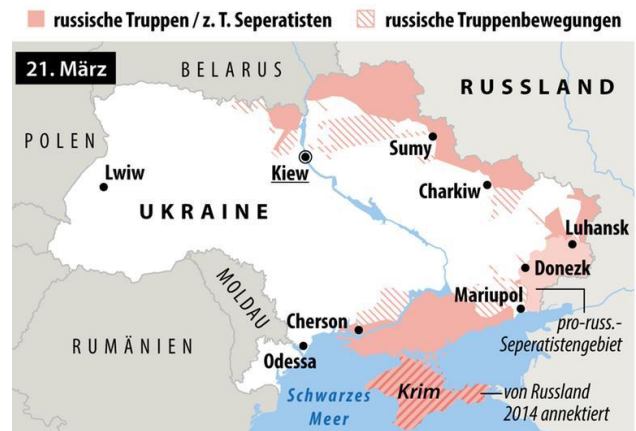 russische Truppen / z. T. Seperatisten
russische Truppenbewegungen
21. März
BELARUS
RUSSLAND
POLEN
Sumy
Lwiw
Kiew
Charkiw
UKRAINE
Luhansk
MOLDAU
Donezk
Mariupol
Cherson
pro-russ.-
Seperatistengebiet
RUMÄNIEN
Odessa
Schwarzes
Meer
Krim
von Russland
2014 annektiert